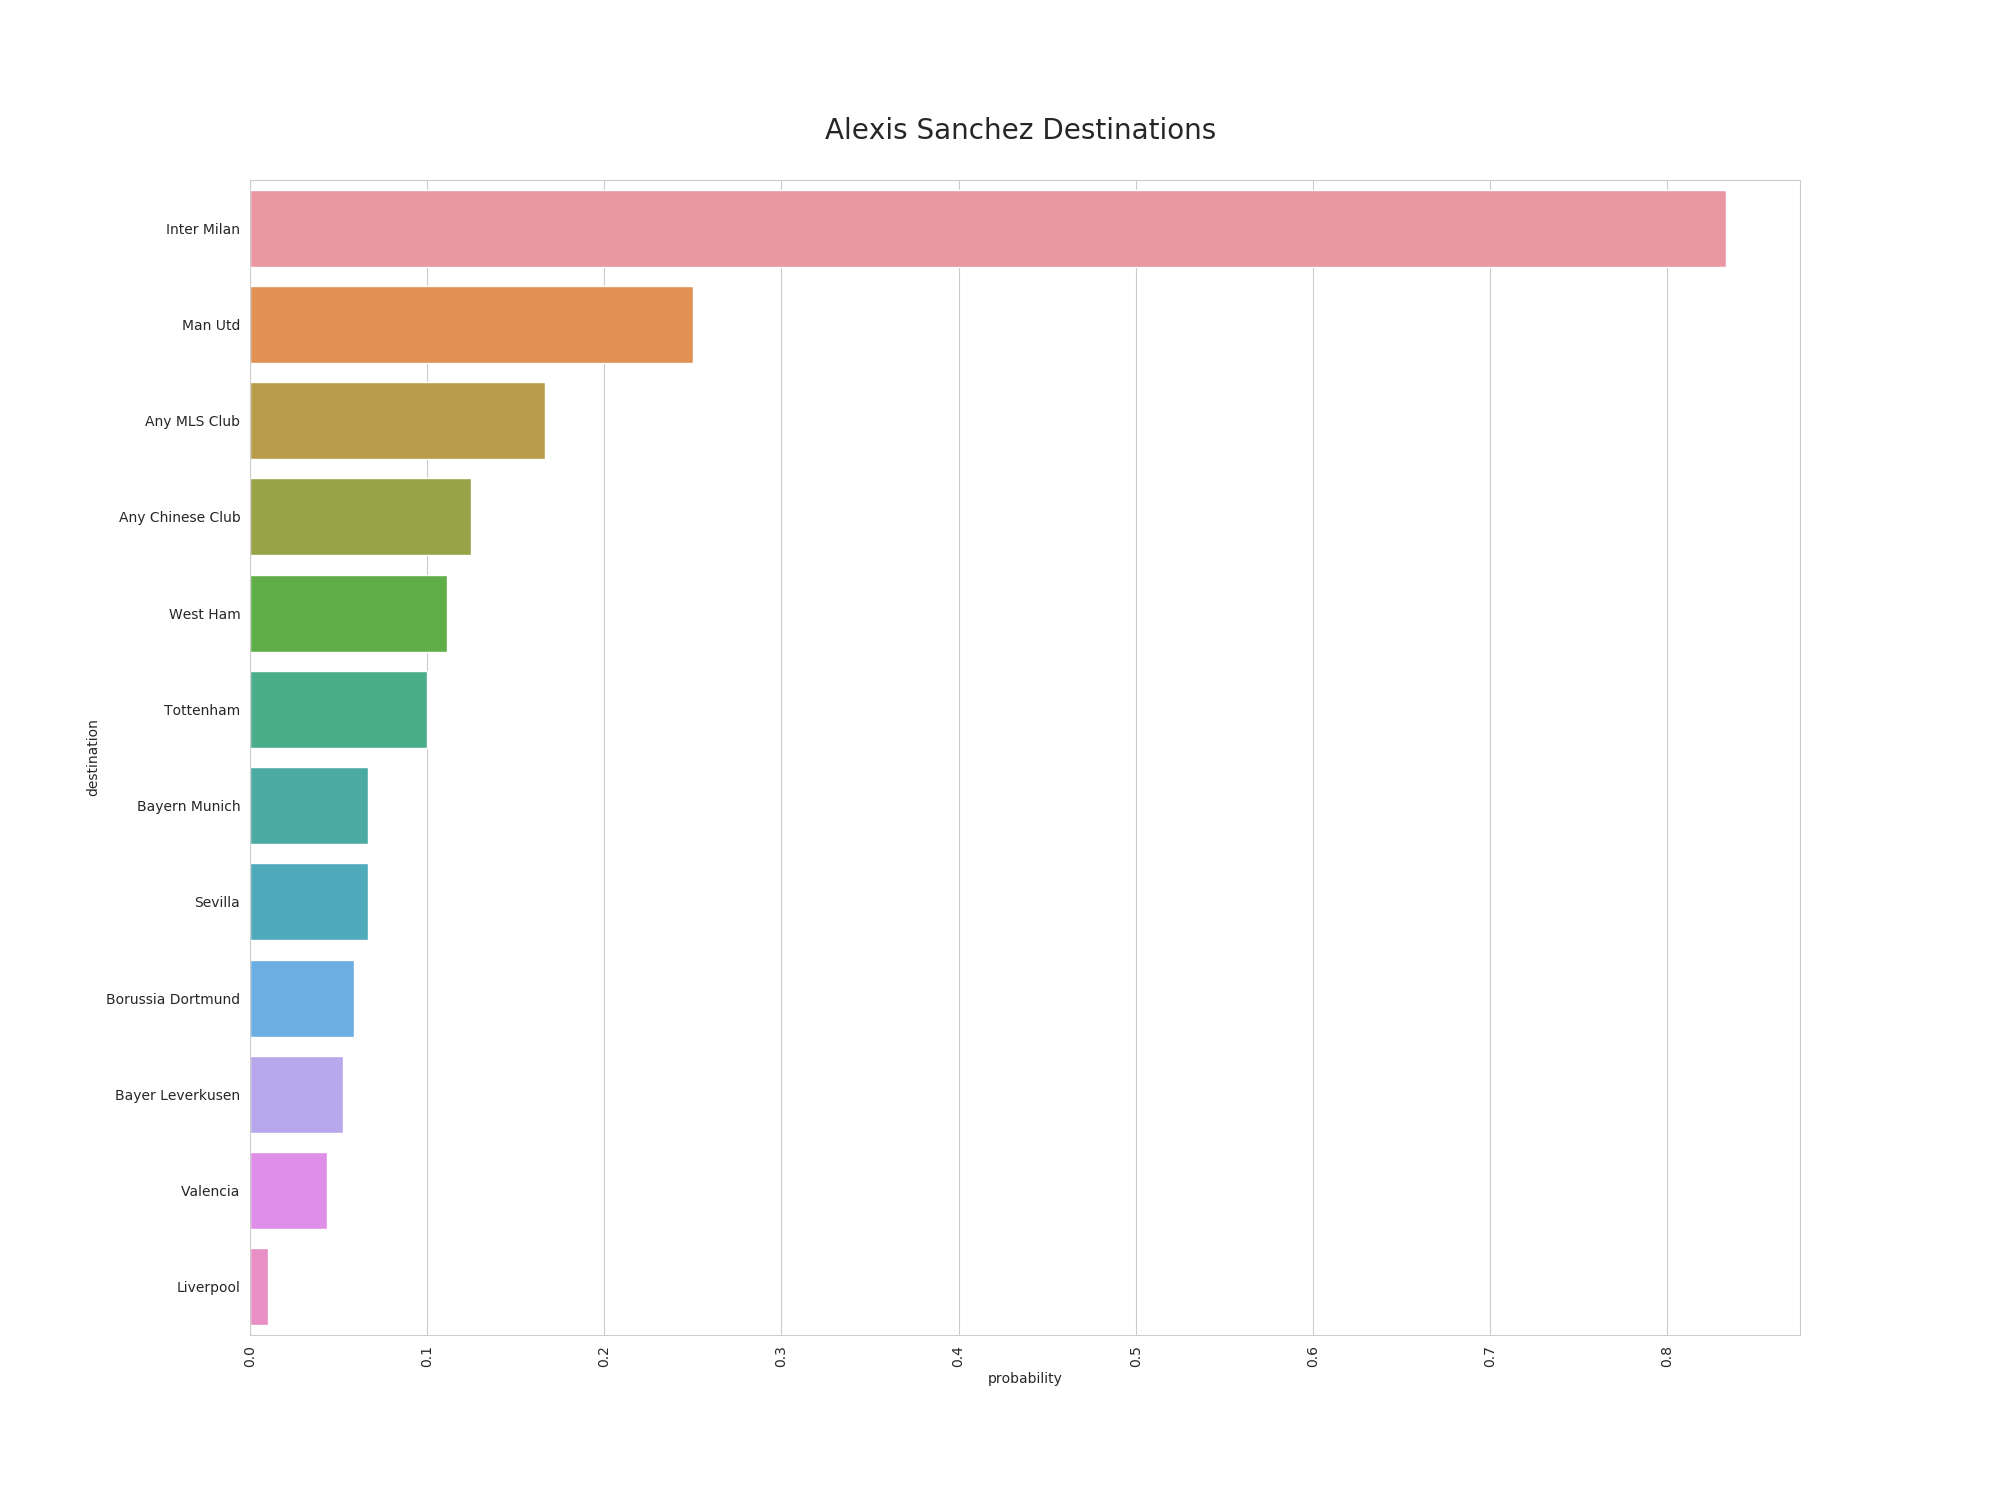 Alexis Sanchez Destinations
Inter Milan
Man Utd
Any MLS Club
Any Chinese Club
West Ham
Tottenham
destination
Bayern Munich
Sevilla
Borussia Dortmund
Bayer Leverkusen
Valencia
Liverpool
0.0 0.1 0.2 0.3 0.4 0.5 0.6 0.7 0.8
probability